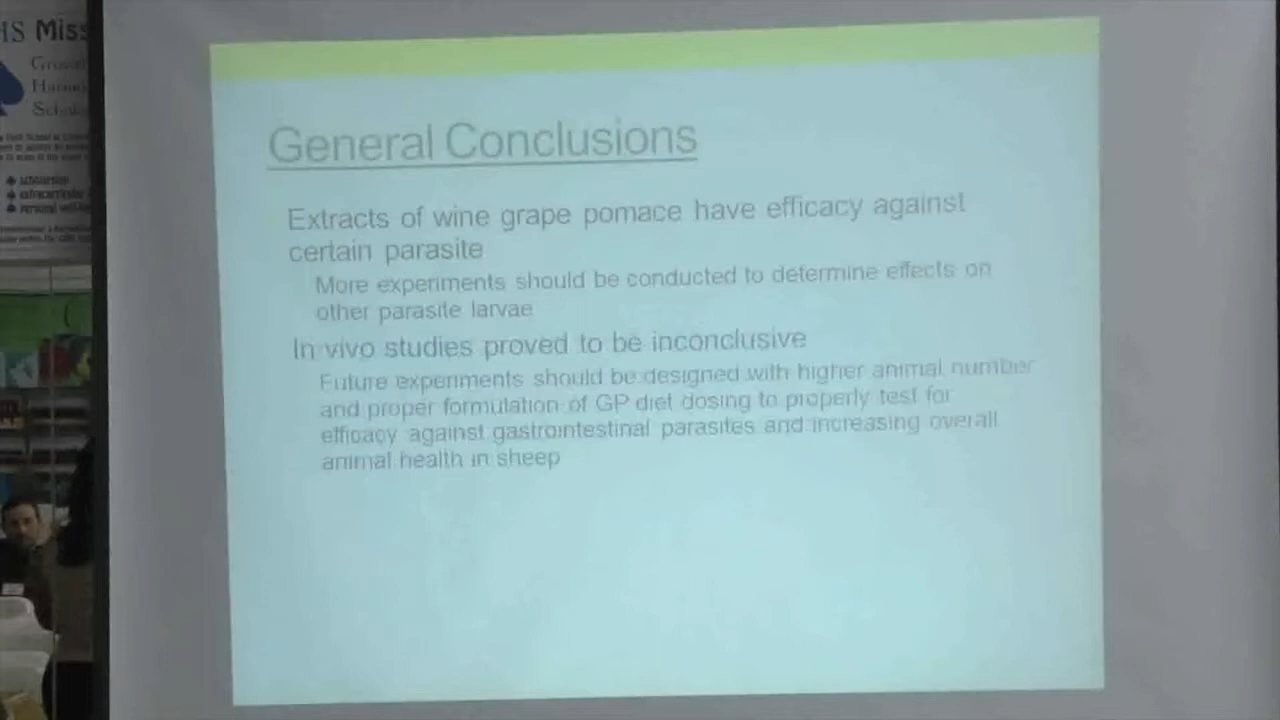 HS Miss
General Conclusions
Extracts of wine grape pomace have efficacy against
certain parasite
More experiments should be conducted to determine effects on
other parasite larvae
In vivo studies proved to be inconclusive
Future experiments should be designed with higher animal number
and proper formulation of GP diet dosing to properly test for
efficacy against gastrointestinal parasites and increasing overall
animal health in sheep